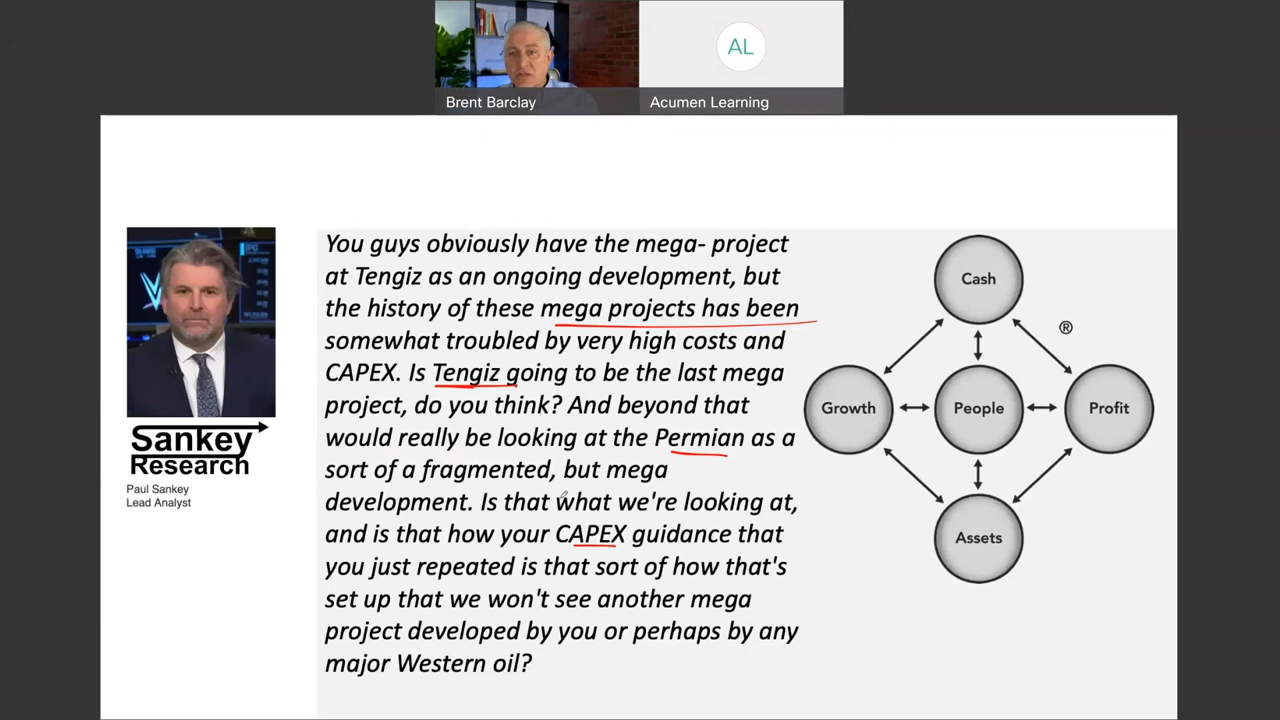 AL
Brent Barclay
Acumen Learning
You guys obviously have the mega- project
at Tengiz as an ongoing development, but
the history of these mega projects has been
somewhat troubled by very high costs and
CAPEX. Is Tengiz going to be the last mega
project, do you think? And beyond that
would really be looking at the Permian as a
sort of a fragmented, but mega
development. Is that what we're looking at,
and is that how your CAPEX guidance that
you just repeated is that sort of how that's
set up that we won't see another mega
project developed by you or perhaps by any
major Western oil?
Sankey
Research
Paul Sankey
Lead Analyst
Cash
®
Growth
People
Profit
Assets